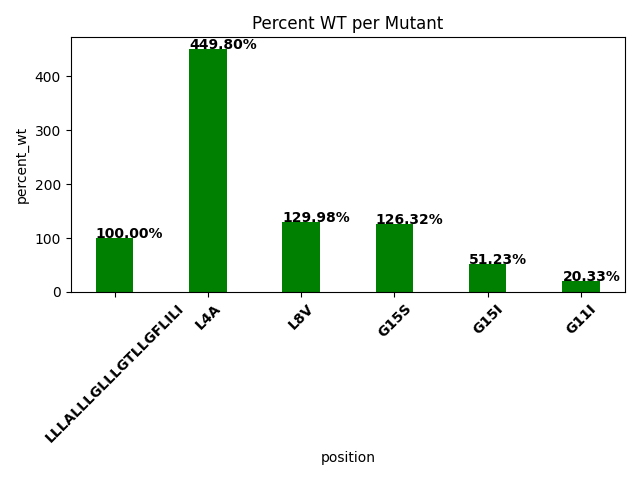 Percent WT per Mutant
percent_wt
400
300
200
100
0
100.00%
449.80%
129.98%
126.32%
51.23%
20.33%
LLLALLLGLLLGTLLGFLILI
L4A
L8V
G15S
G15I
G11I
position